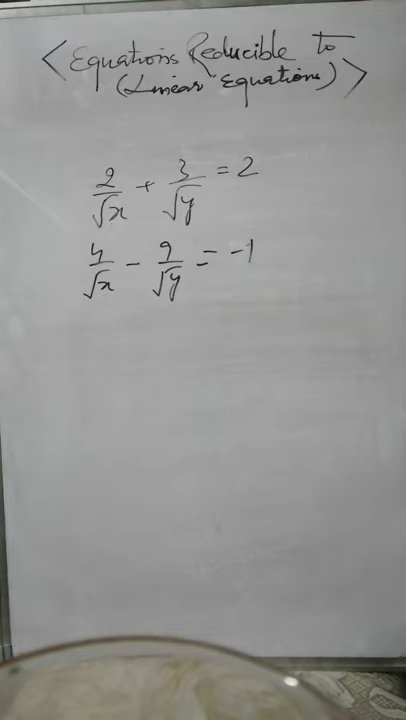 < Equations Reducible to
(Linear Equations) >
2/√x + 3/√y = 2
4/√x - 9/√y = -1